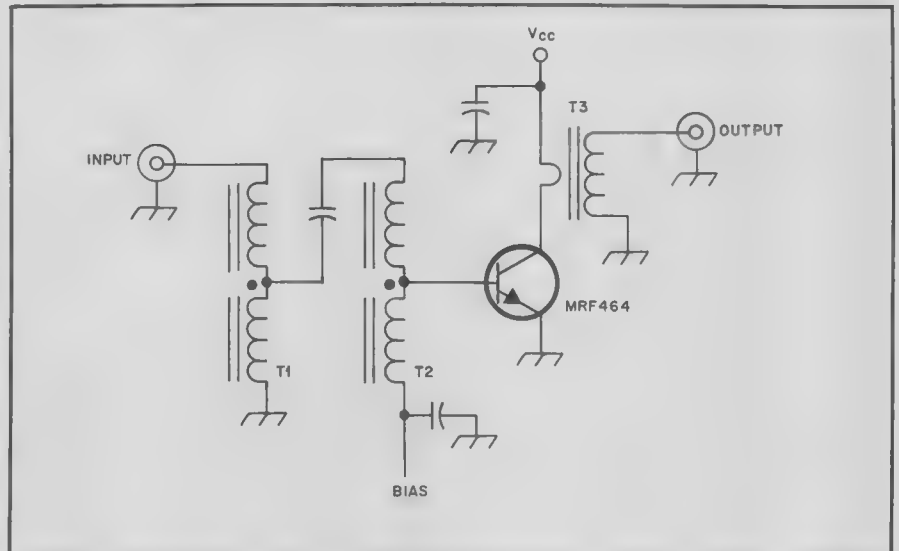 Vcc
T3
OUTPUT
INPUT
MRF464
T1
T2
BIAS